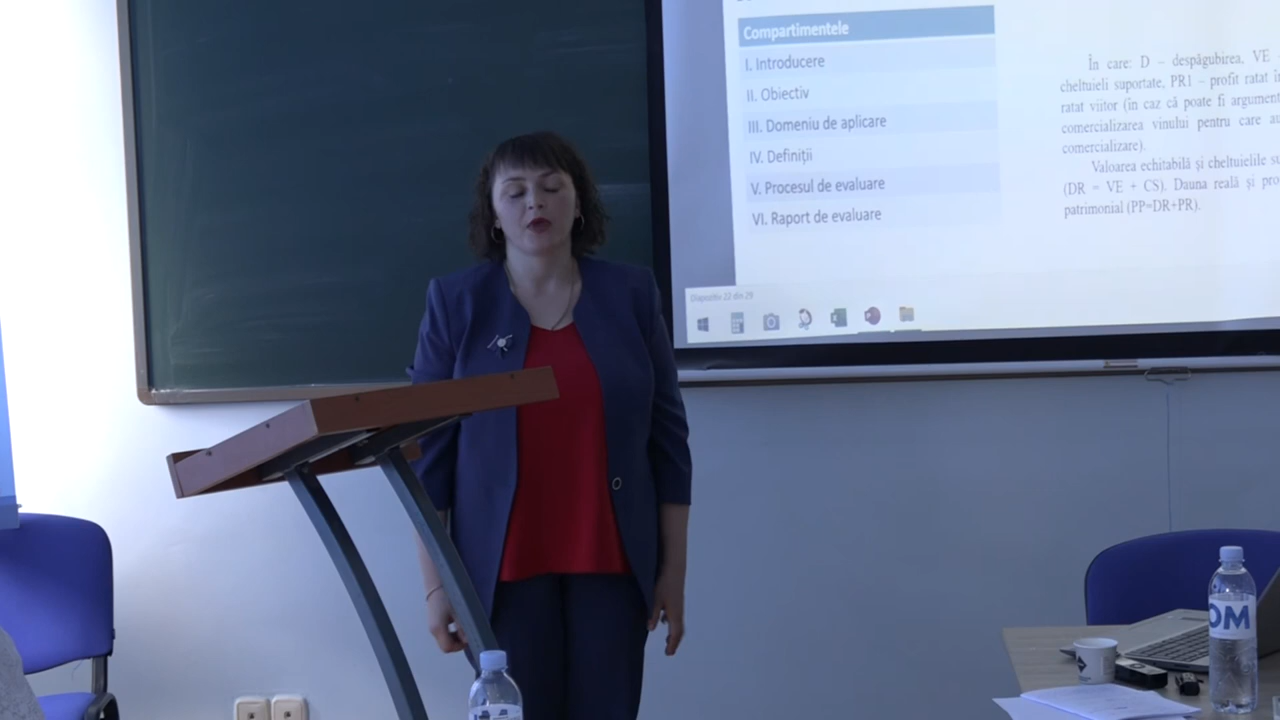 Compartimentele
I. Introducere
II. Obiectiv
III. Domeniu de aplicare
IV. Definiții
V. Procesul de evaluare
VI. Raport de evaluare
În care: D – despăgubirea, VE
cheltuieli suportate, PR1 – profit ratat
ratat viitor (în caz că poate fi argument
comercializarea vinului pentru care
comercializare).
Valoarea echitabilă și cheltuielile
(DR = VE + CS). Dauna reală și
patrimonial (PP=DR+PR).
Diapozitiv 22 din 29
OM